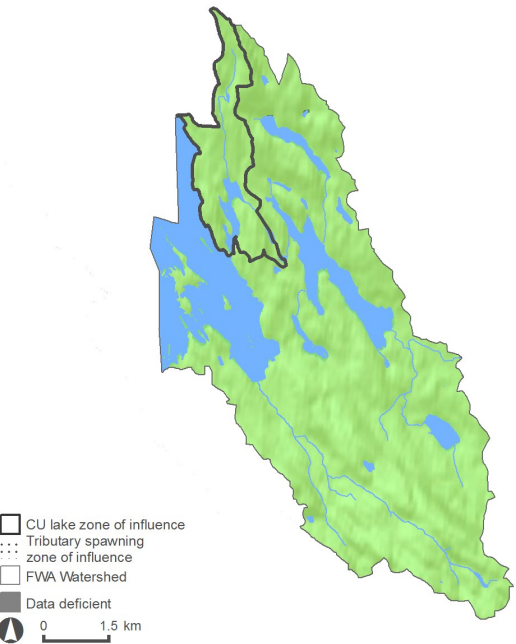 CU lake zone of influence
Tributary spawning
zone of influence
FWA Watershed
Data deficient
0 1.5 km